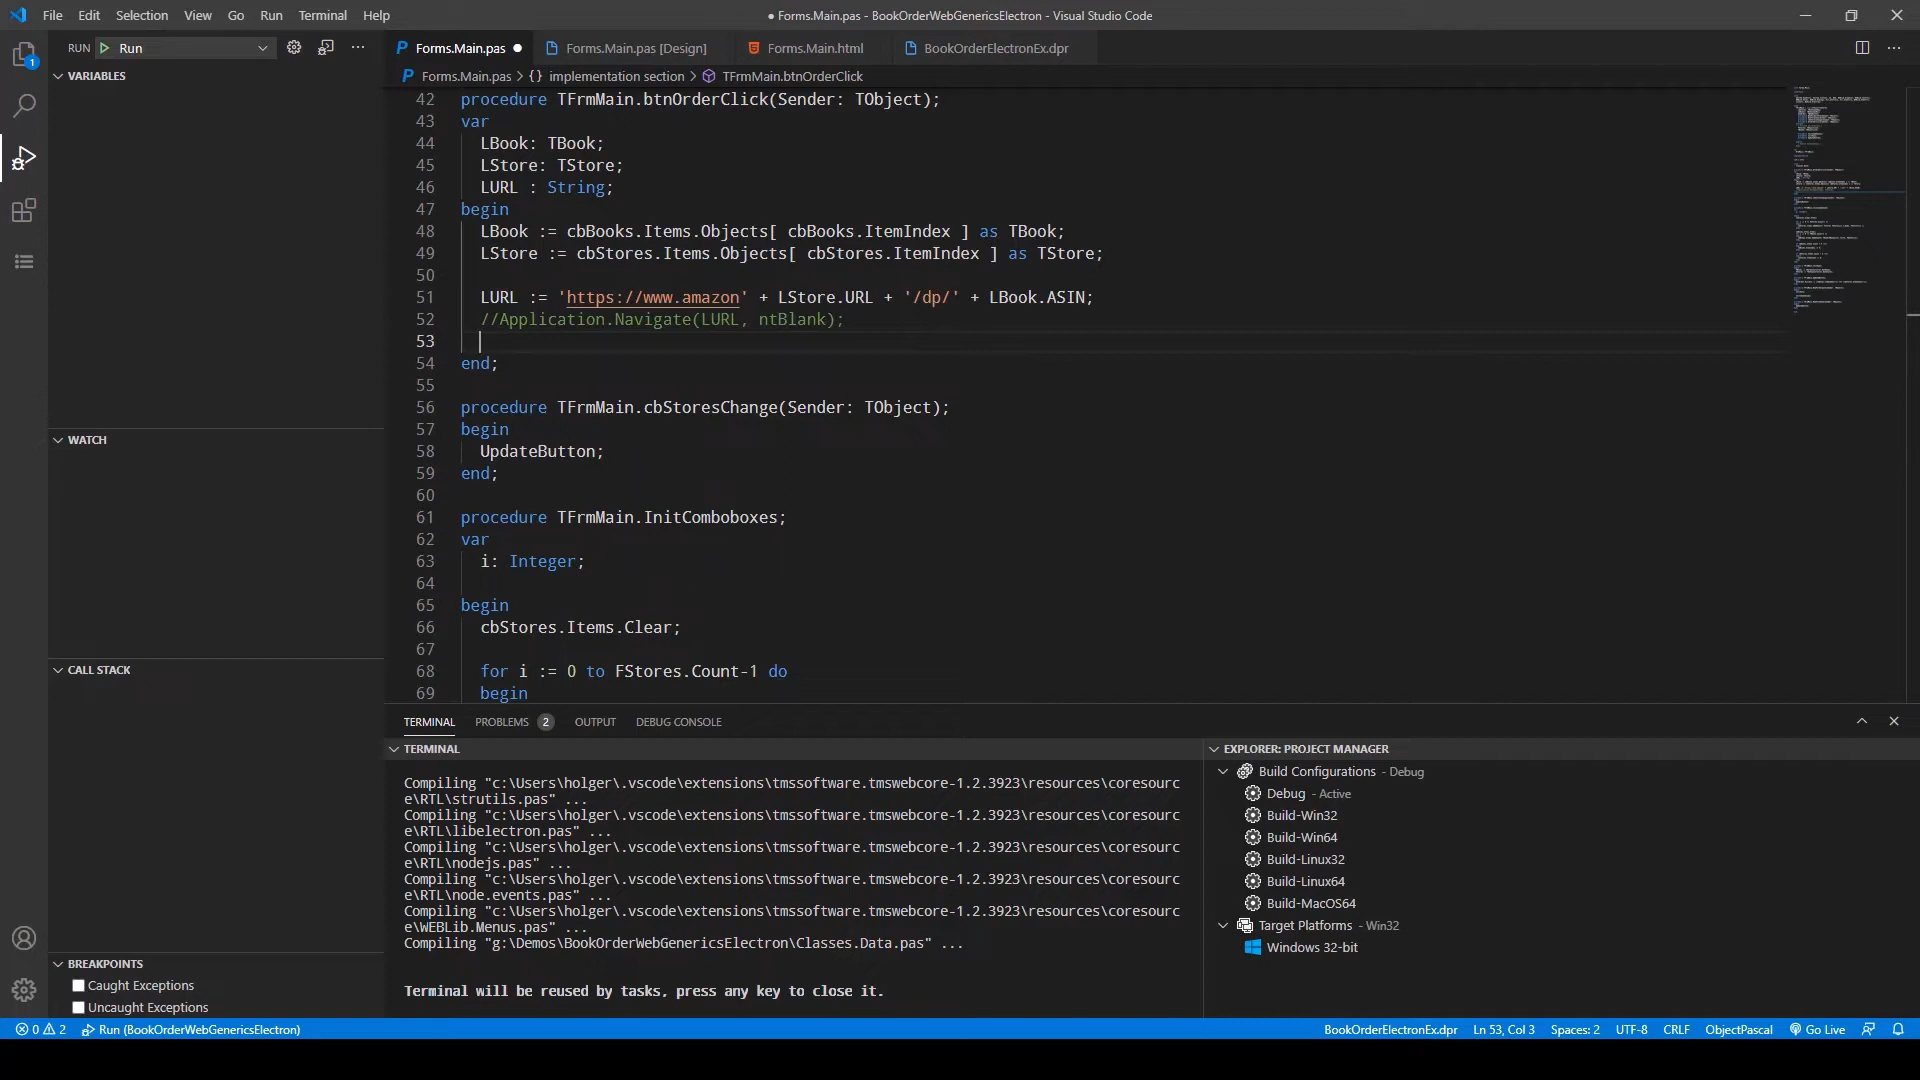 File Edit Selection View Go Run Terminal Help
● Forms.Main.pas - BookOrderWebGenericsElectron - Visual Studio Code
RUN Run
Forms.Main.pas
Forms.Main.pas [Design]
Forms.Main.html
BookOrderElectronEx.dpr
Forms.Main.pas > {} implementation section > TFrmMain.btnOrderClick
1
VARIABLES
WATCH
CALL STACK
BREAKPOINTS
Caught Exceptions
Uncaught Exceptions
42 procedure TFrmMain.btnOrderClick(Sender: TObject);
43 var
44 LBook: TBook;
45 LStore: TStore;
46 LURL : String;
47 begin
48 LBook := cbBooks.Items.Objects[ cbBooks.ItemIndex ] as TBook;
49 LStore := cbStores.Items.Objects[ cbStores.ItemIndex ] as TStore;
50
51 LURL := 'https://www.amazon' + LStore.URL + '/dp/' + LBook.ASIN;
52 //Application.Navigate(LURL, ntBlank);
53
54 end;
55
56 procedure TFrmMain.cbStoresChange(Sender: TObject);
57 begin
58 UpdateButton;
59 end;
60
61 procedure TFrmMain.InitComboboxes;
62 var
63 i: Integer;
64
65 begin
66 cbStores.Items.Clear;
67
68 for i := 0 to FStores.Count-1 do
69 begin
TERMINAL PROBLEMS 2 OUTPUT DEBUG CONSOLE
TERMINAL
Compiling "c:\Users\holger\.vscode\extensions\tmssoftware.tmswebcore-1.2.3923\resources\coresourc
e\RTL\strutils.pas" ...
Compiling "c:\Users\holger\.vscode\extensions\tmssoftware.tmswebcore-1.2.3923\resources\coresourc
e\RTL\libelectron.pas" ...
Compiling "c:\Users\holger\.vscode\extensions\tmssoftware.tmswebcore-1.2.3923\resources\coresourc
e\RTL\nodejs.pas" ...
Compiling "c:\Users\holger\.vscode\extensions\tmssoftware.tmswebcore-1.2.3923\resources\coresourc
e\RTL\node.events.pas" ...
Compiling "c:\Users\holger\.vscode\extensions\tmssoftware.tmswebcore-1.2.3923\resources\coresourc
e\WEBLib.Menus.pas" ...
Compiling "g:\Demos\BookOrderWebGenericsElectron\Classes.Data.pas" ...
Terminal will be reused by tasks, press any key to close it.
EXPLORER: PROJECT MANAGER
Build Configurations - Debug
Debug - Active
Build-Win32
Build-Win64
Build-Linux32
Build-Linux64
Build-MacOS64
Target Platforms - Win32
Windows 32-bit
0 2 Run (BookOrderWebGenericsElectron)
BookOrderElectronEx.dpr Ln 53, Col 3 Spaces: 2 UTF-8 CRLF ObjectPascal Go Live